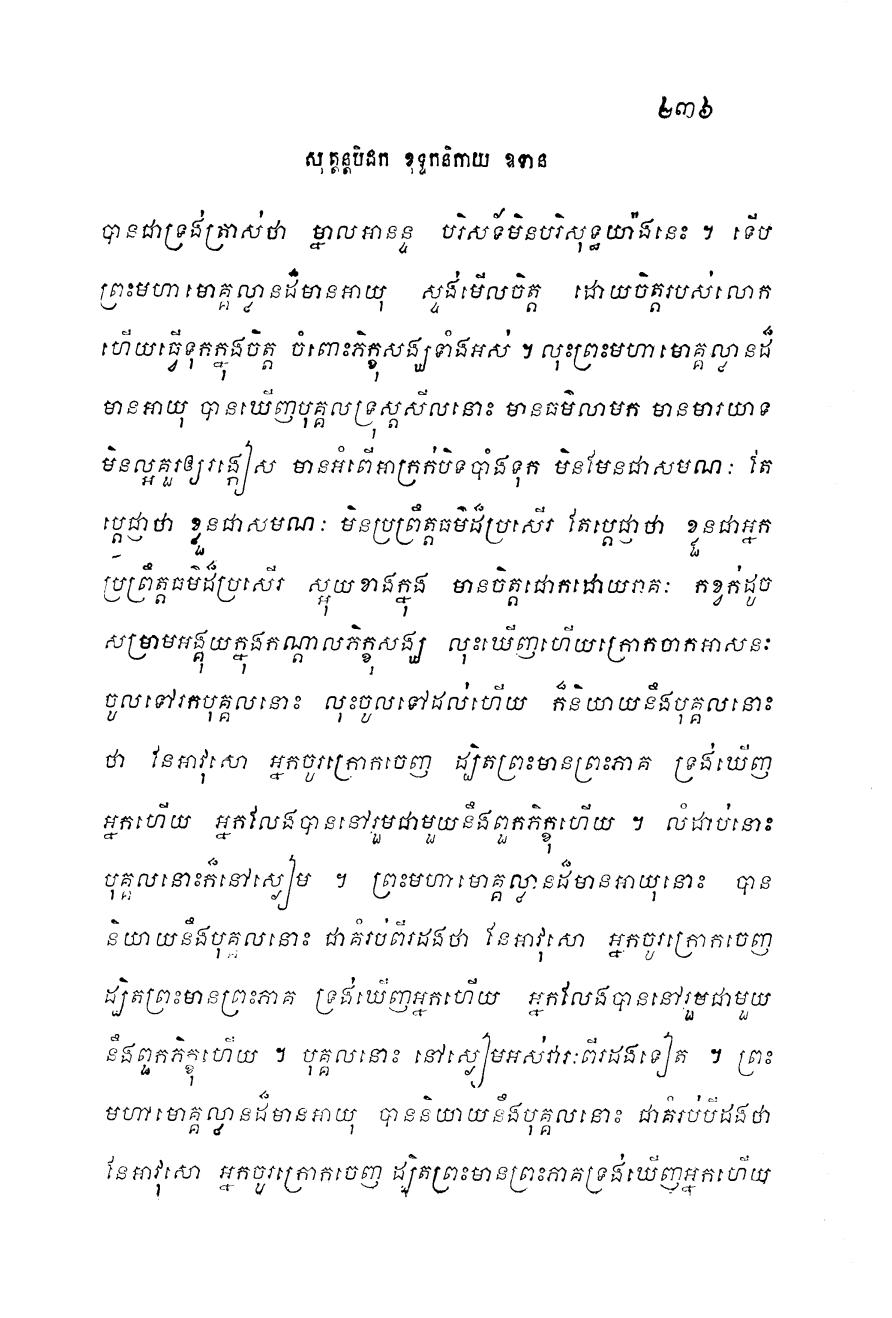 ២៣៦
សុត្តន្តបិដក ខុទ្ទកនិកាយ ឧទាន
បានជាទ្រង់ត្រាស់ថា ម្នាលអានន្ទ បរិសទ័មិនបរិសុទ្ធយ៉ាងនេះ ។ ទើប
ព្រះមហាមោគ្គល្លានដ៏មានអាយុ ស្ទង់មើលចិត្ត ដោយចិត្តរបស់លោក
ហើយធ្វើទុកក្នុងចិត្ត ចំពោះភិក្ខុសង្ឃទាំងអស់ ។ លុះព្រះមហាមោគ្គល្លានដ៏
មានអាយុ បានឃើញបុគ្គលទ្រុស្តសីលនោះ មានធម៌លាមក មានមារយាទ
មិនល្អគួរឲ្យរង្កៀស មានអំពើអាក្រក់បិទបាំងទុក មិនមែនជាសមណៈ តែ
ប្តេជ្ញាថា ខ្លួនជាសមណៈ មិនប្រព្រឹត្តធម៌ដ៏ប្រសើរ តែប្តេជ្ញាថា ខ្លួនជាអ្នក
ប្រព្រឹត្តធម៌ដ៏ប្រសើរ ស្អុយខាងក្នុង មានចិត្តជោកដោយរាគៈ កខ្វក់ដូច
សម្រាមអង្គុយក្នុងកណ្តាលភិក្ខុសង្ឃ លុះឃើញហើយក្រោកចាកអាសនៈ
ចូលទៅរកបុគ្គលនោះ លុះចូលទៅដល់ហើយ ក៏និយាយនឹងបុគ្គលនោះ
ថា នែអាវុសោ អ្នកចូរក្រោកចេញ ដ្បិតព្រះមានព្រះភាគ ទ្រង់ឃើញ
អ្នកហើយ អ្នកលែងបាននៅរួមជាមួយនឹងពួកភិក្ខុហើយ ។ លំដាប់នោះ
បុគ្គលនោះក៏នៅស្ងៀម ។ ព្រះមហាមោគ្គល្លានដ៏មានអាយុនោះ បាន
និយាយនឹងបុគ្គលនោះ ជាគំរប់ពីរដងថា នែអាវុសោ អ្នកចូរក្រោកចេញ
ដ្បិតព្រះមានព្រះភាគ ទ្រង់ឃើញអ្នកហើយ អ្នកលែងបាននៅរួមជាមួយ
នឹងពួកភិក្ខុហើយ ។ បុគ្គលនោះ នៅស្ងៀមអស់វារៈពីរដងទៀត ។ ព្រះ
មហាមោគ្គល្លានដ៏មានអាយុ បាននិយាយនឹងបុគ្គលនោះ ជាគំរប់បីដងថា
នែអាវុសោ អ្នកចូរក្រោកចេញ ដ្បិតព្រះមានព្រះភាគទ្រង់ឃើញអ្នកហើយ